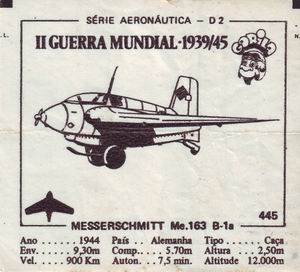 SÉRIE AERONÁUTICA - D 2
II GUERRA MUNDIAL-1939/45
445
MESSERSCHMITT Me.163 B-1a
Ano ..... 1944 País .. Alemanha Tipo ...... Caça
Env. .... 9,30m Comp.... 5.70m Altura .... 2,50m
Vel. ... 900 Km Auton. .. 7,5 min. Altitude 12.000m